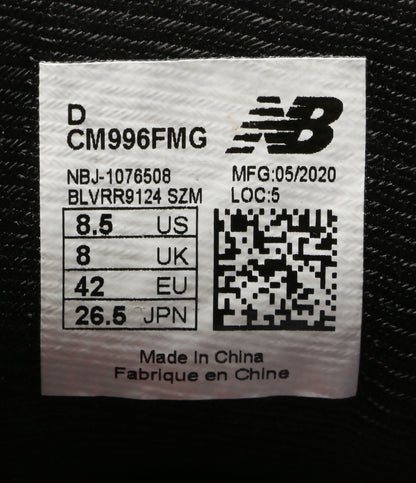 D
CM996FMG
NB
NBJ-1076508
BLVRR9124 SZM
MFG:05/2020
LOC:5
8.5 US
8 UK
42 EU
26.5 JPN
Made in China
Fabrique en Chine